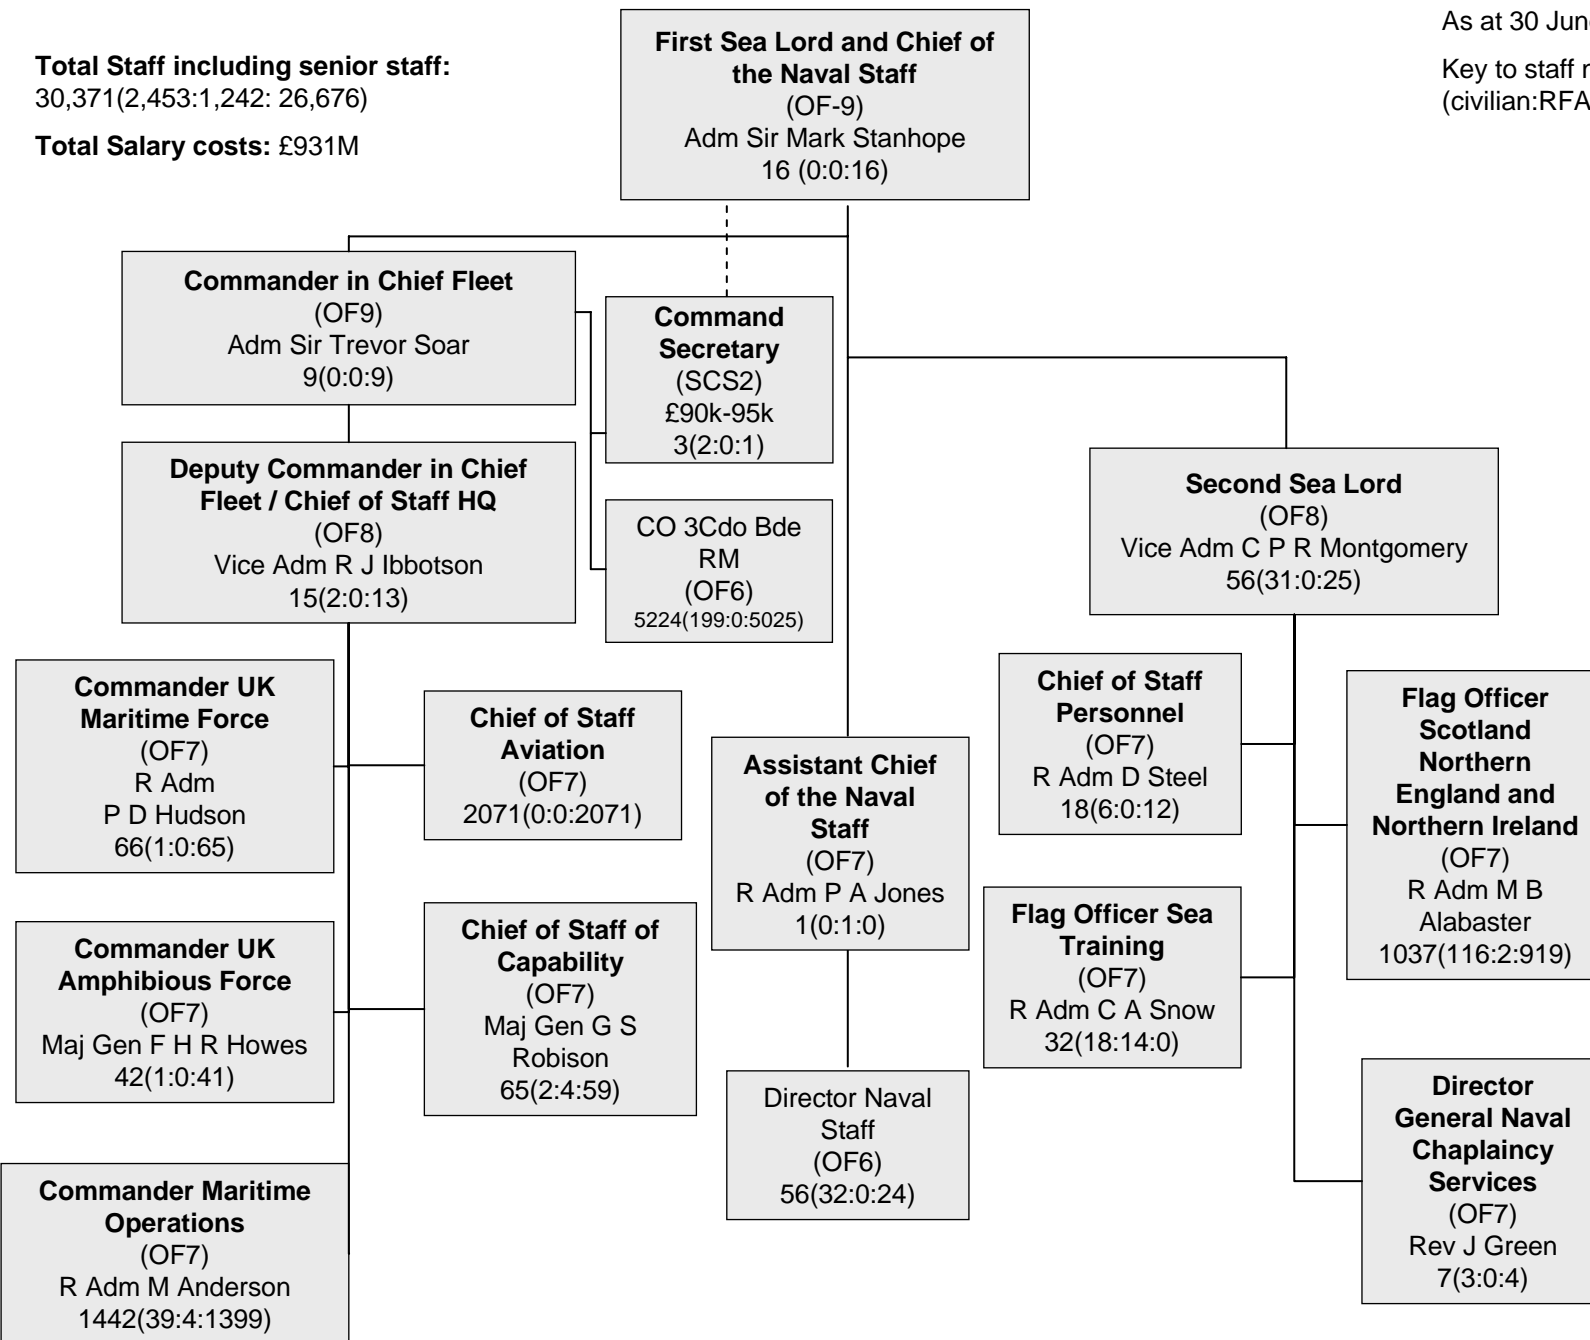 Total Staff including senior staff:
30,371(2,453:1,242: 26,676)
Total Salary costs: £931M
As at 30 Jun
Key to staff
(civilian:RFA
First Sea Lord and Chief of
the Naval Staff
(OF-9)
Adm Sir Mark Stanhope
16 (0:0:16)
Commander in Chief Fleet
(OF9)
Adm Sir Trevor Soar
9(0:0:9)
Command
Secretary
(SCS2)
£90k-95k
3(2:0:1)
Deputy Commander in Chief
Fleet / Chief of Staff HQ
(OF8)
Vice Adm R J Ibbotson
15(2:0:13)
CO 3Cdo Bde
RM
(OF6)
5224(199:0:5025)
Second Sea Lord
(OF8)
Vice Adm C P R Montgomery
56(31:0:25)
Commander UK
Maritime Force
(OF7)
R Adm
P D Hudson
66(1:0:65)
Chief of Staff
Aviation
(OF7)
2071(0:0:2071)
Assistant Chief
of the Naval
Staff
(OF7)
R Adm P A Jones
1(0:1:0)
Chief of Staff
Personnel
(OF7)
R Adm D Steel
18(6:0:12)
Flag Officer
Scotland
Northern
England and
Northern Ireland
(OF7)
R Adm M B
Alabaster
1037(116:2:919)
Commander UK
Amphibious Force
(OF7)
Maj Gen F H R Howes
42(1:0:41)
Chief of Staff of
Capability
(OF7)
Maj Gen G S
Robison
65(2:4:59)
Flag Officer Sea
Training
(OF7)
R Adm C A Snow
32(18:14:0)
Director Naval
Staff
(OF6)
56(32:0:24)
Director
General Naval
Chaplaincy
Services
(OF7)
Rev J Green
7(3:0:4)
Commander Maritime
Operations
(OF7)
R Adm M Anderson
1442(39:4:1399)